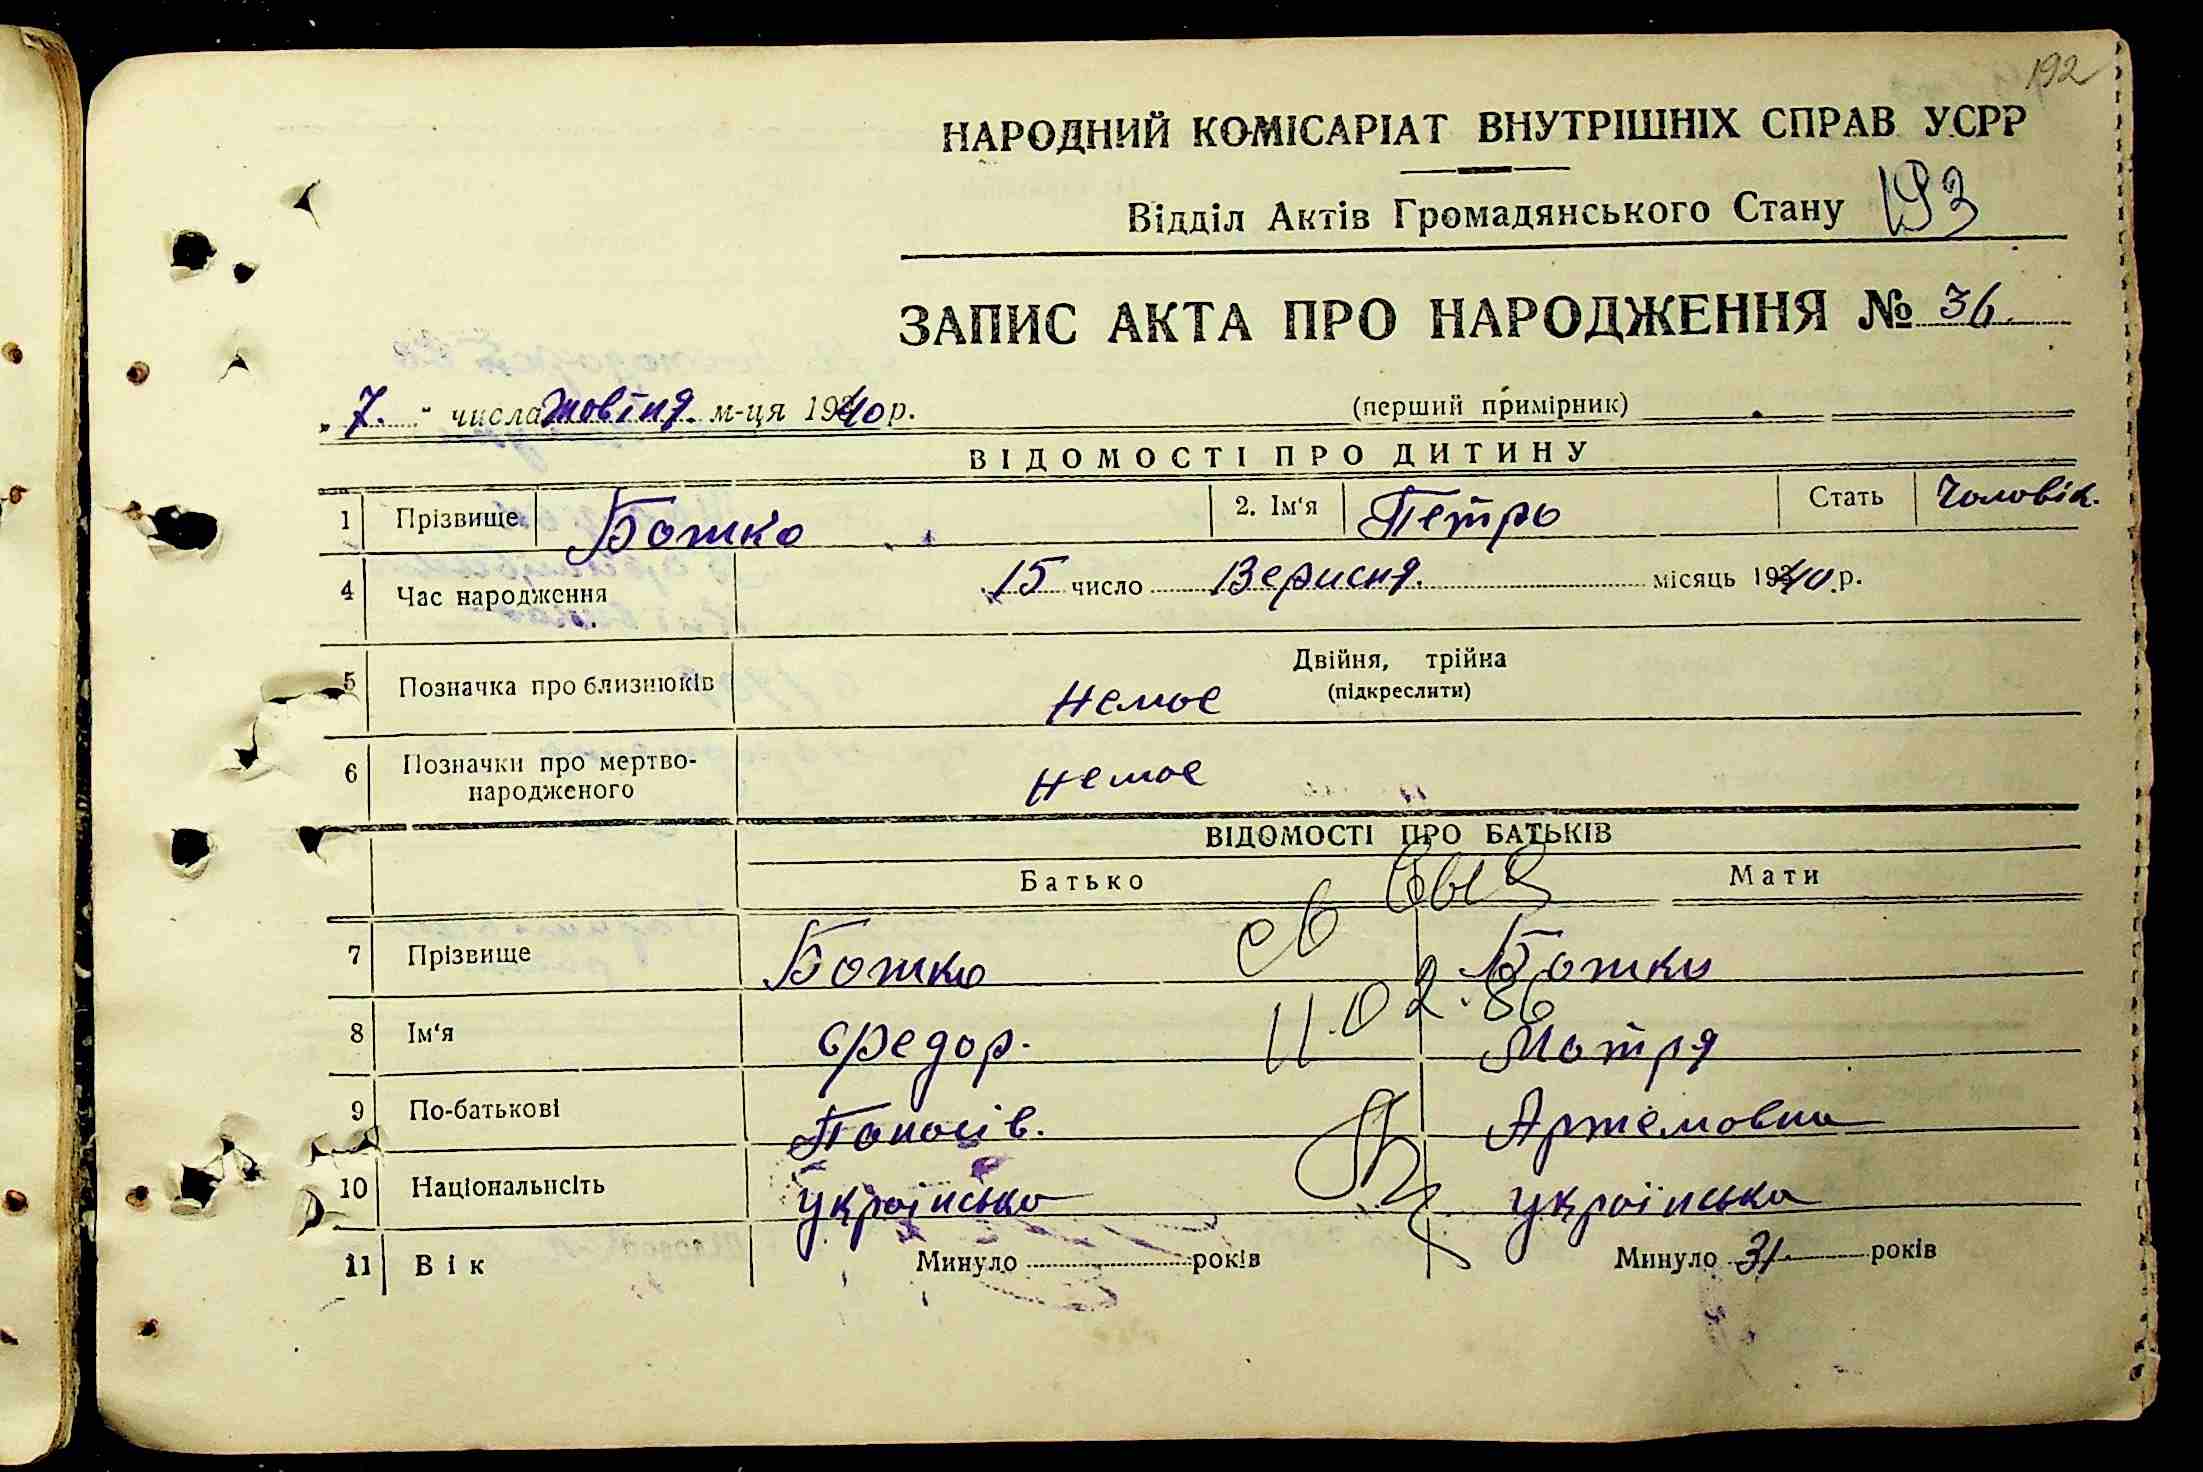 192
НАРОДНИЙ КОМІСАРІАТ ВНУТРІШНІХ СПРАВ УСРР
Відділ Актів Громадянського Стану 193
ЗАПИС АКТА ПРО НАРОДЖЕННЯ № 36.
„ 7. " числа жовтня. м-ця 1940 р. (перший примірник)
ВІДОМОСТІ ПРО ДИТИНУ
1 Прізвище Божко 2. Ім'я Петро Стать Чоловік.
4 Час народження 15 число Вересня. місяць 1940 р.
5 Позначка про близнюків немає Двійня, трійна
(підкреслити)
6 Позначки про мертво-
народженого немає
ВІДОМОСТІ ПРО БАТЬКІВ
Батько Мати
7 Прізвище Божко св Божко
11.02.86
8 Ім'я Федор. Мотря
9 По-батькові Панасів. Артемовна
10 Національнсіть українська українська
11 Вік Минуло років Минуло 31 років